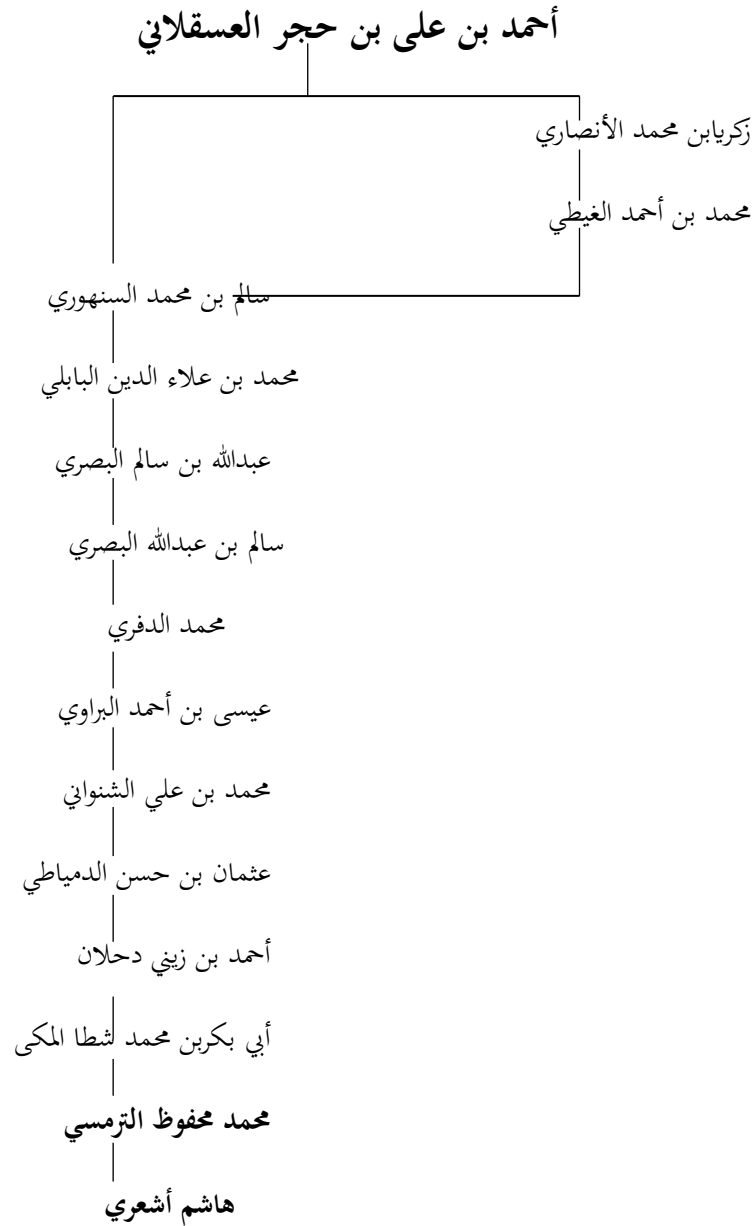 أحمد بن على بن حجر العسقلاني
زكريابن محمد الأنصاري
محمد بن أحمد الغيطي
سالم بن محمد السنهوري
محمد بن علاء الدين البابلي
عبدالله بن سالم البصري
سالم بن عبدالله البصري
محمد الدفري
عيسى بن أحمد البراوي
محمد بن علي الشنواني
عثمان بن حسن الدمياطي
أحمد بن زيني دحلان
أبي بكربن محمد شطا المكى
محمد محفوظ الترمسي
هاشم أشعري